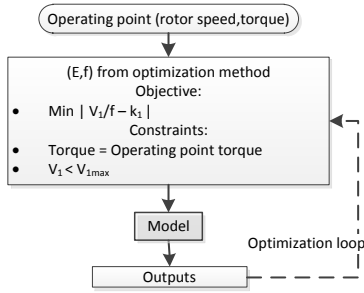 Operating point (rotor speed,torque)
(E,f) from optimization method
Objective:
• Min | V₁/f – k₁ |
Constraints:
• Torque = Operating point torque
• V₁ < V₁max
Model
Optimization loop
Outputs